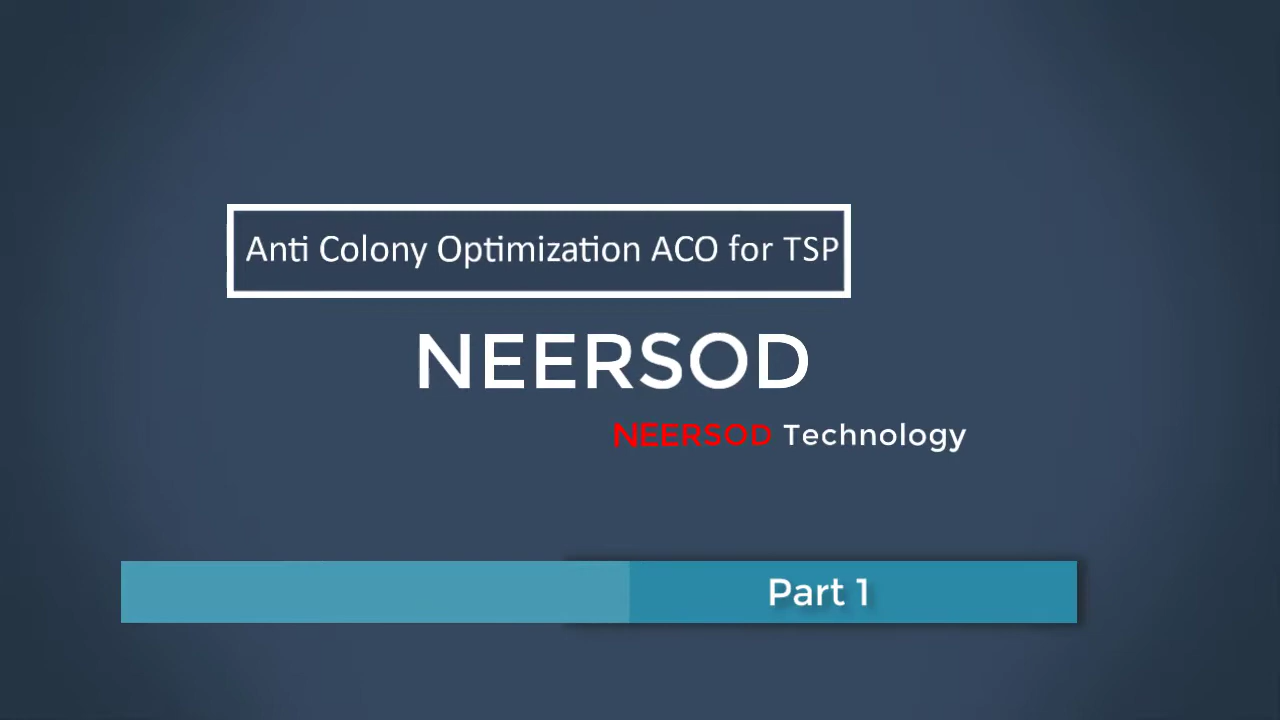 Anti Colony Optimization ACO for TSP
NEERSOD
NEERSOD Technology
Part 1